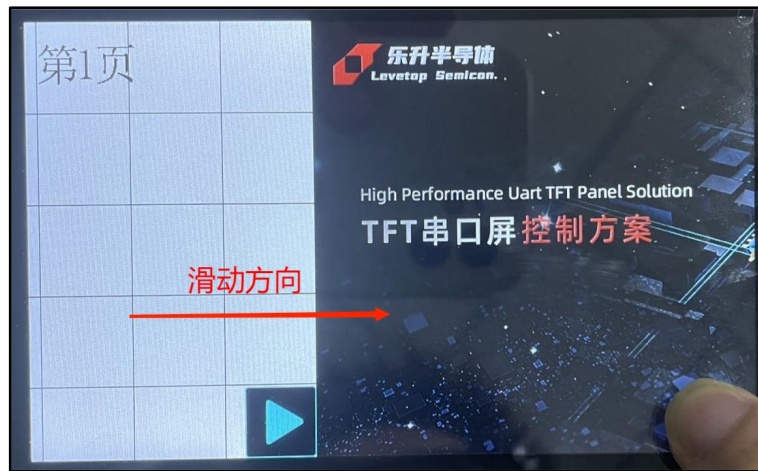 第1页
乐升半导体
Levetop Semicon.
High Performance Uart TFT Panel Solution
TFT串口屏控制方案
滑动方向